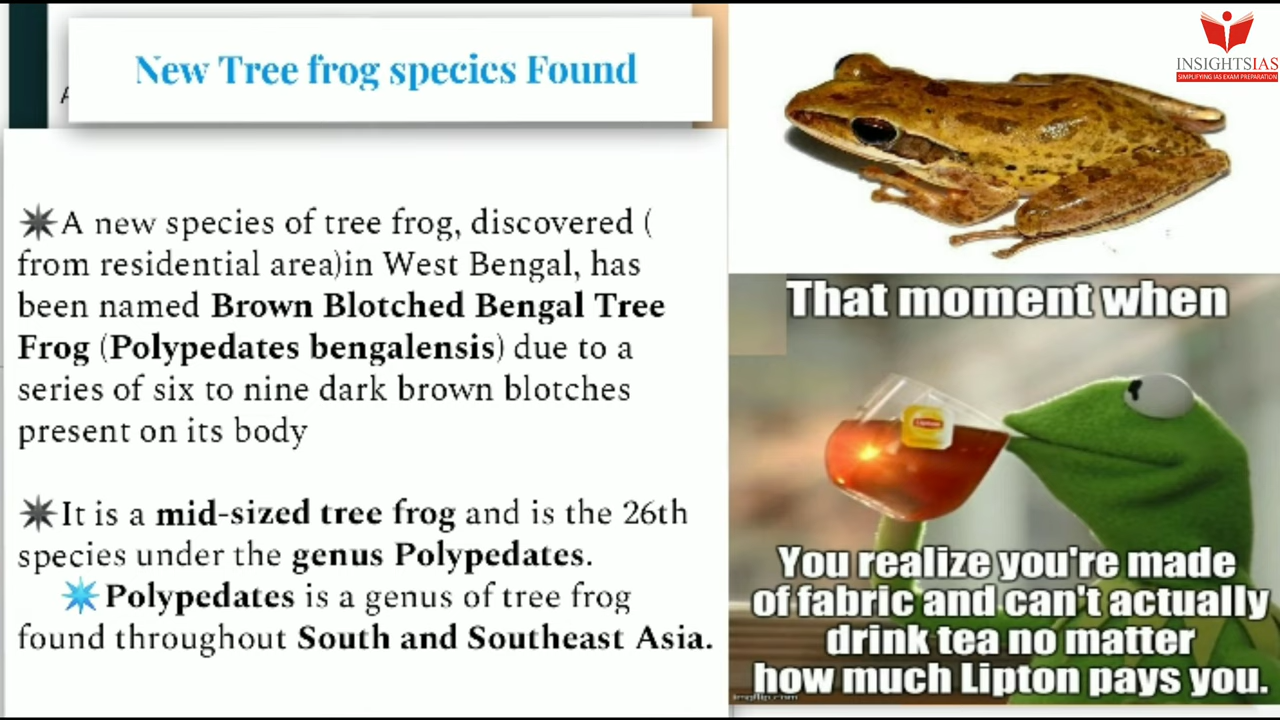 New Tree frog species Found
✷A new species of tree frog, discovered (
from residential area)in West Bengal, has
been named Brown Blotched Bengal Tree
Frog (Polypedates bengalensis) due to a
series of six to nine dark brown blotches
present on its body
✷It is a mid-sized tree frog and is the 26th
species under the genus Polypedates.
✷Polypedates is a genus of tree frog
found throughout South and Southeast Asia.
INSIGHTSIAS
SIMPLIFYING IAS EXAM PREPARATION
That moment when
Lipton
You realize you're made
of fabric and can't actually
drink tea no matter
how much Lipton pays you.
imgflip.com